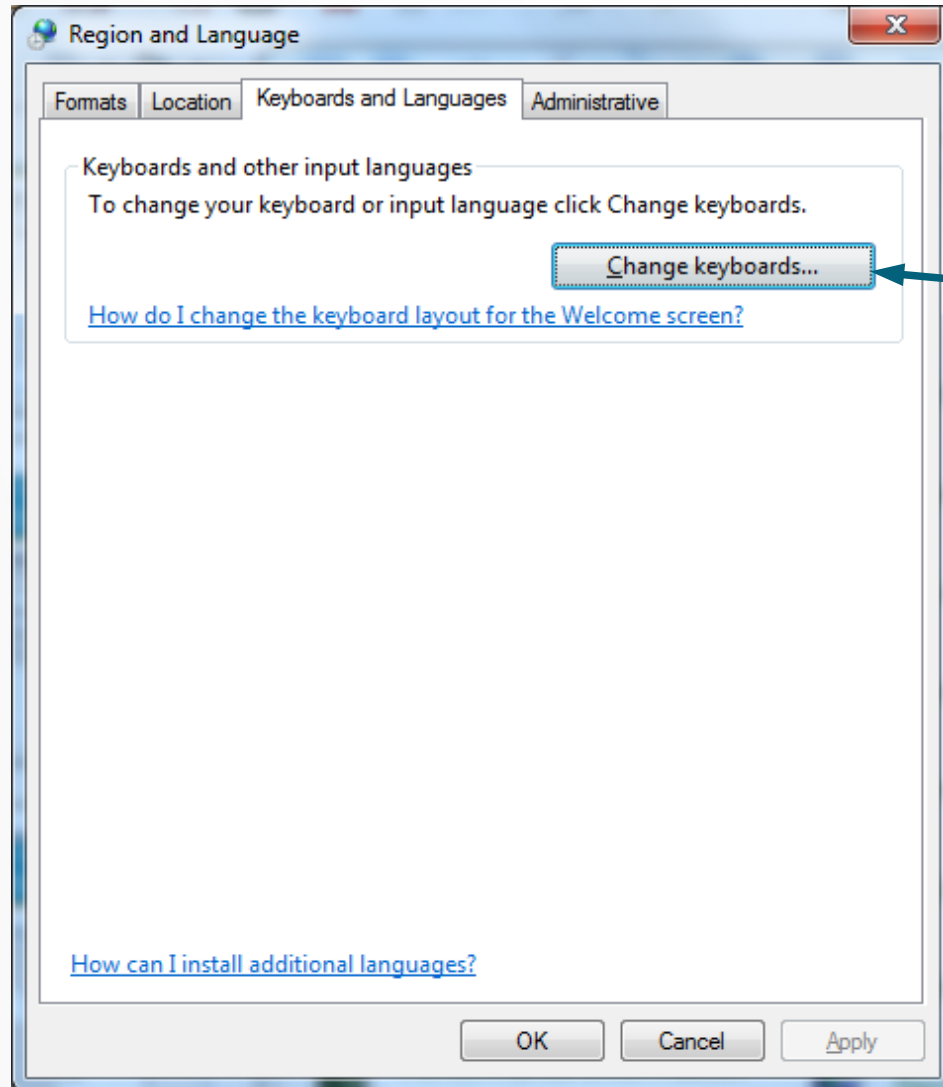 Region and Language
Formats Location Keyboards and Languages Administrative
Keyboards and other input languages
To change your keyboard or input language click Change keyboards.
Change keyboards...
How do I change the keyboard layout for the Welcome screen?
How can I install additional languages?
OK Cancel Apply